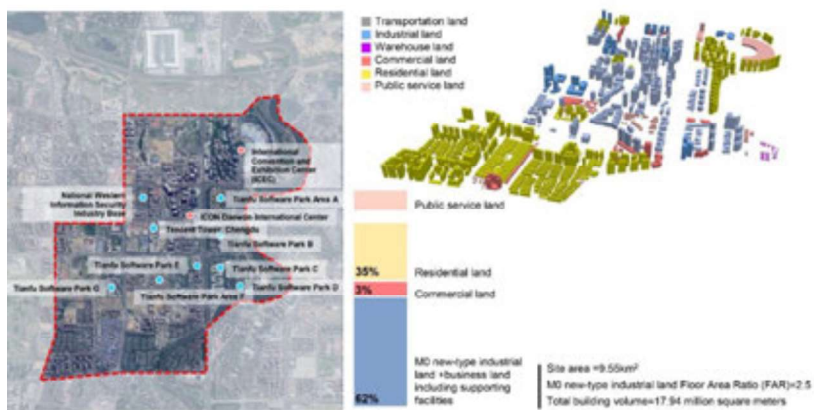 International
Convention and
Exhibition Center
(ICEC)
National Western
Information Security
Industry Base
Tianfu Software Park Area A
ICON Daewon International Center
Tencent Tower, Chengdu
Tianfu Software Park B
Tianfu Software Park E
Tianfu Software Park C
Tianfu Software Park G
Tianfu Software Park D
Tianfu Software Park Area F
Transportation land
Industrial land
Warehouse land
Commercial land
Residential land
Public service land
Public service land
35%
Residential land
3%
Commercial land
M0 new-type industrial
land +business land
including supporting
facilities
62%
Site area =9.55km²
M0 new-type industrial land Floor Area Ratio (FAR)=2.5
Total building volume=17.94 million square meters